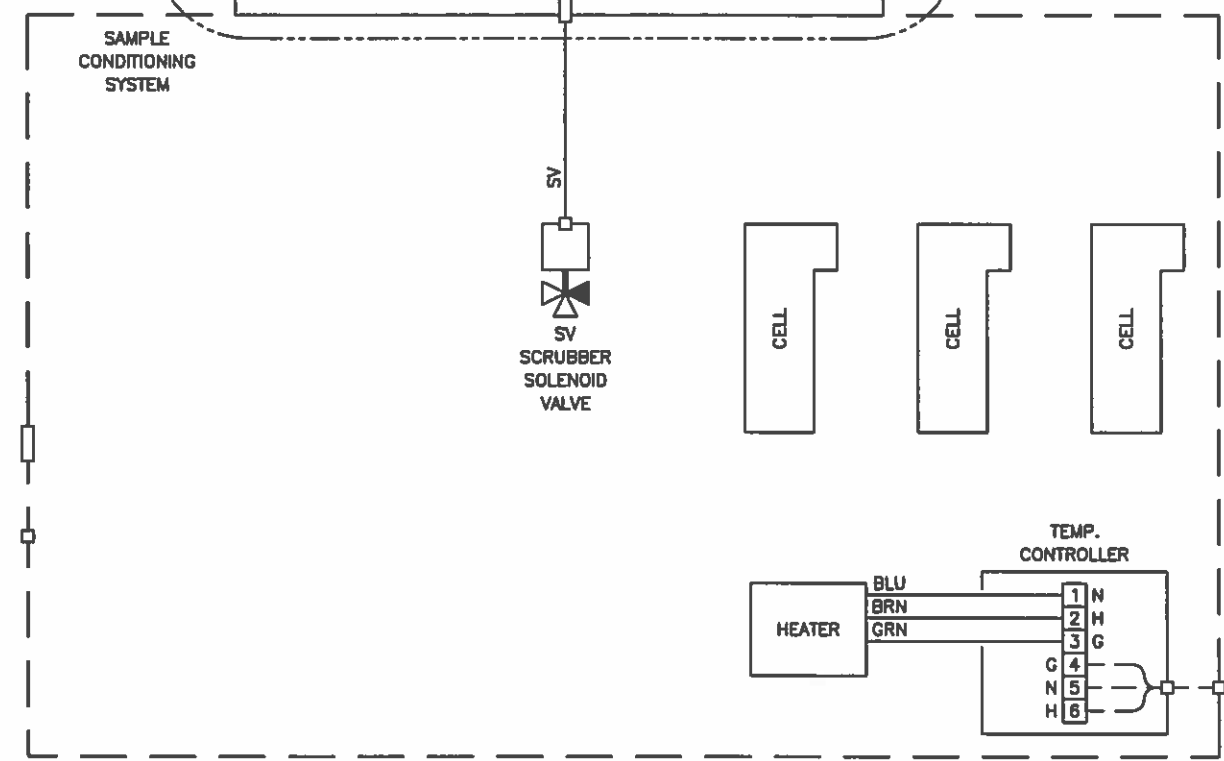 SAMPLE
CONDITIONING
SYSTEM
SV
SV
SCRUBBER
SOLENOID
VALVE
CELL
CELL
CELL
TEMP.
CONTROLLER
HEATER
BLU
BRN
GRN
1 N
2 H
3 G
G 4
N 5
H 6